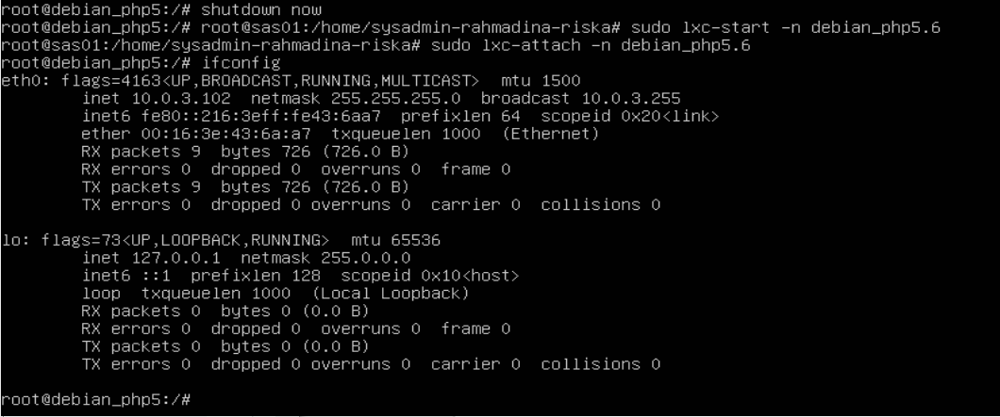 root@debian_php5:/# shutdown now
root@debian_php5:/# root@sas01:/home/sysadmin-rahmadina-riska# sudo lxc-start -n debian_php5.6
root@sas01:/home/sysadmin-rahmadina-riska# sudo lxc-attach -n debian_php5.6
root@debian_php5:/# ifconfig
eth0: flags=4163<UP,BROADCAST,RUNNING,MULTICAST>  mtu 1500
        inet 10.0.3.102  netmask 255.255.255.0  broadcast 10.0.3.255
        inet6 fe80::216:3eff:fe43:6aa7  prefixlen 64  scopeid 0x20<link>
        ether 00:16:3e:43:6a:a7  txqueuelen 1000  (Ethernet)
        RX packets 9  bytes 726 (726.0 B)
        RX errors 0  dropped 0  overruns 0  frame 0
        TX packets 9  bytes 726 (726.0 B)
        TX errors 0  dropped 0 overruns 0  carrier 0  collisions 0

lo: flags=73<UP,LOOPBACK,RUNNING>  mtu 65536
        inet 127.0.0.1  netmask 255.0.0.0
        inet6 ::1  prefixlen 128  scopeid 0x10<host>
        loop  txqueuelen 1000  (Local Loopback)
        RX packets 0  bytes 0 (0.0 B)
        RX errors 0  dropped 0  overruns 0  frame 0
        TX packets 0  bytes 0 (0.0 B)
        TX errors 0  dropped 0 overruns 0  carrier 0  collisions 0

root@debian_php5:/#